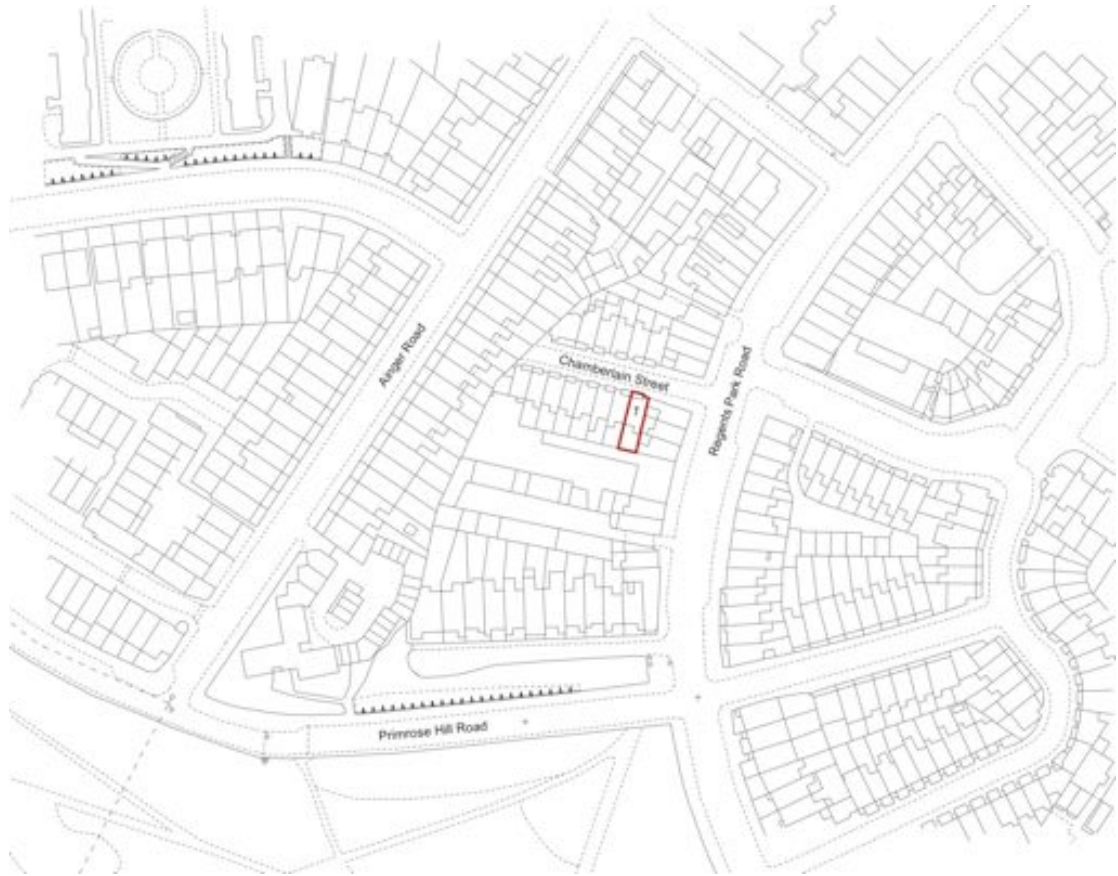 Ainger Road
Chamberlain Street
1
Regents Park Road
Primrose Hill Road